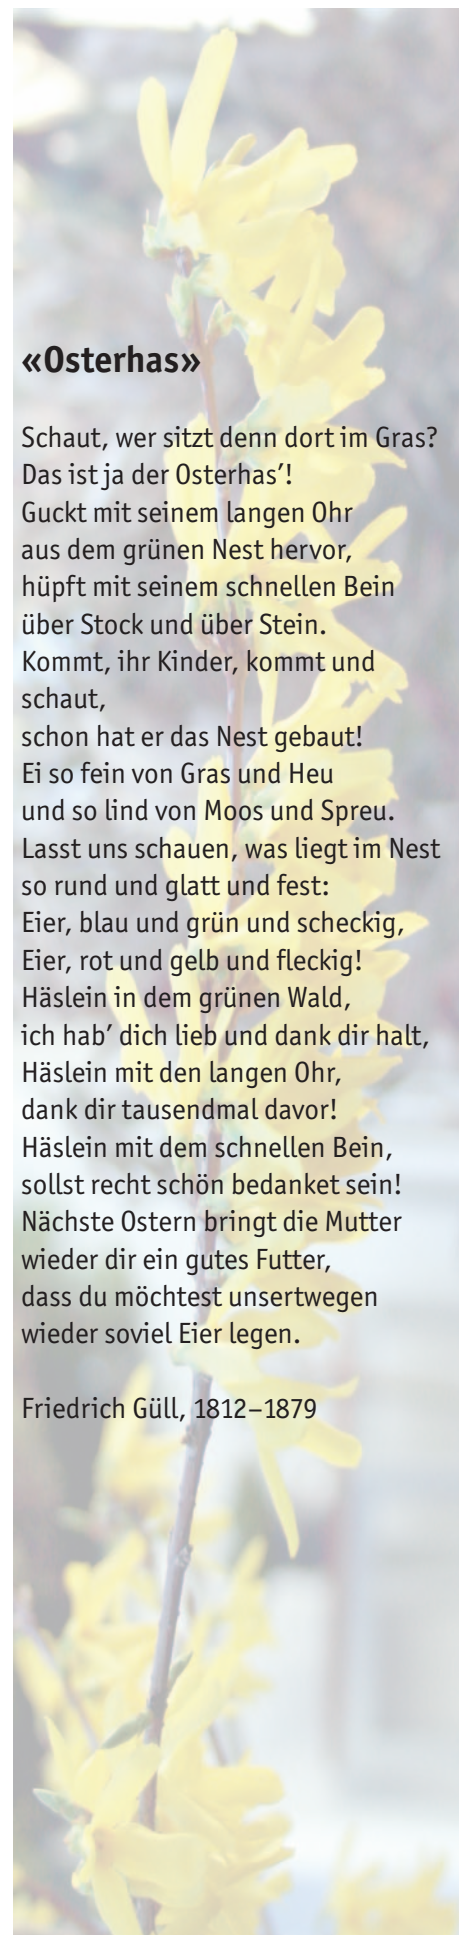 «Osterhas»
Schaut, wer sitzt denn dort im Gras?
Das ist ja der Osterhas’!
Guckt mit seinem langen Ohr
aus dem grünen Nest hervor,
hüpft mit seinem schnellen Bein
über Stock und über Stein.
Kommt, ihr Kinder, kommt und
schaut,
schon hat er das Nest gebaut!
Ei so fein von Gras und Heu
und so lind von Moos und Spreu.
Lasst uns schauen, was liegt im Nest
so rund und glatt und fest:
Eier, blau und grün und scheckig,
Eier, rot und gelb und fleckig!
Häslein in dem grünen Wald,
ich hab’ dich lieb und dank dir halt,
Häslein mit den langen Ohr,
dank dir tausendmal davor!
Häslein mit dem schnellen Bein,
sollst recht schön bedanket sein!
Nächste Ostern bringt die Mutter
wieder dir ein gutes Futter,
dass du möchtest unsertwegen
wieder soviel Eier legen.
Friedrich Güll, 1812–1879